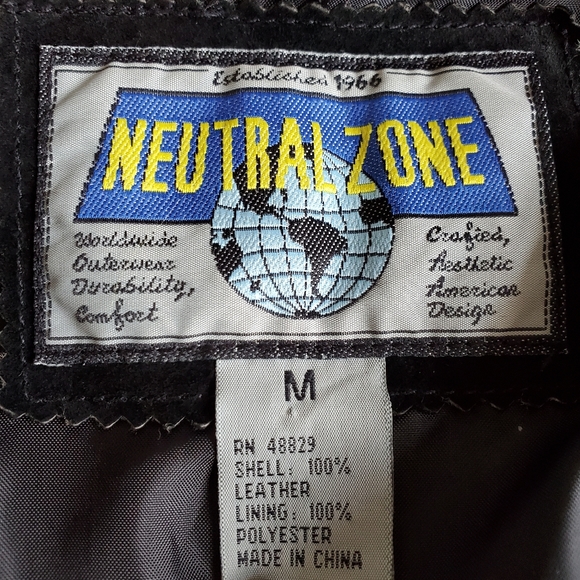 Established 1966
NEUTRAL ZONE
Worldwide
Outerwear
Durability,
Comfort
Crafted,
Aesthetic
American
Design
M
RN 48829
SHELL: 100%
LEATHER
LINING: 100%
POLYESTER
MADE IN CHINA